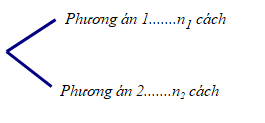 Phương án 1.......n1 cách
Phương án 2.......n2 cách